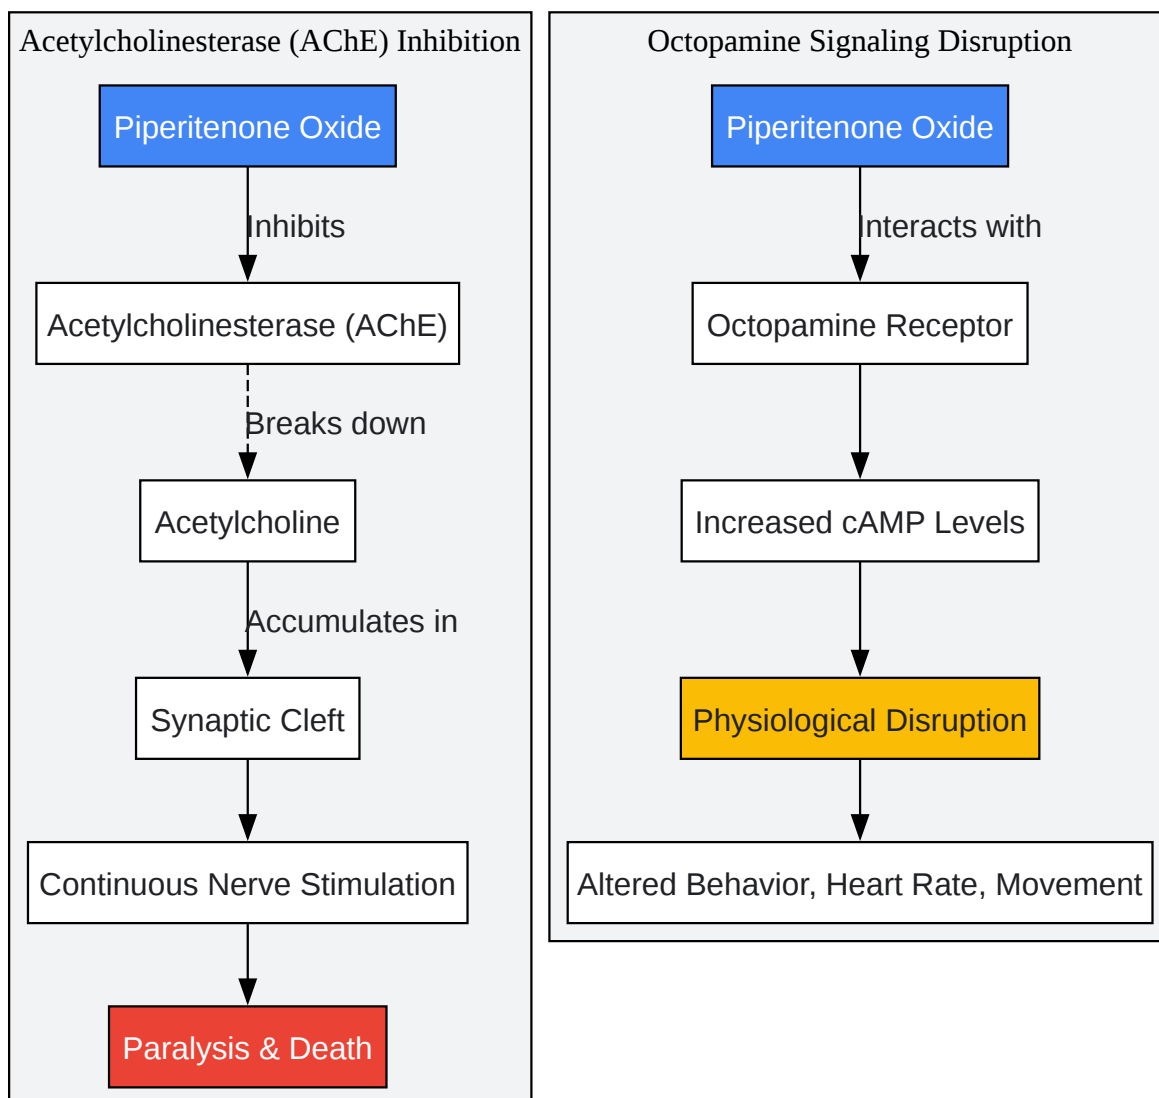 Acetylcholinesterase (AChE) Inhibition
Piperitenone Oxide
Inhibits
Acetylcholinesterase (AChE)
Breaks down
Acetylcholine
Accumulates in
Synaptic Cleft
Continuous Nerve Stimulation
Paralysis & Death
Octopamine Signaling Disruption
Piperitenone Oxide
Interacts with
Octopamine Receptor
Increased cAMP Levels
Physiological Disruption
Altered Behavior, Heart Rate, Movement